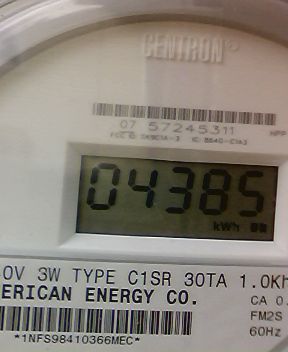 CENTRON
07 57245311
04385
kWh
0V 3W TYPE C1SR 30TA 1.0Kh
ERICAN ENERGY CO.
CA 0.
FM2S
60Hz
*1NFS98410366MEC*